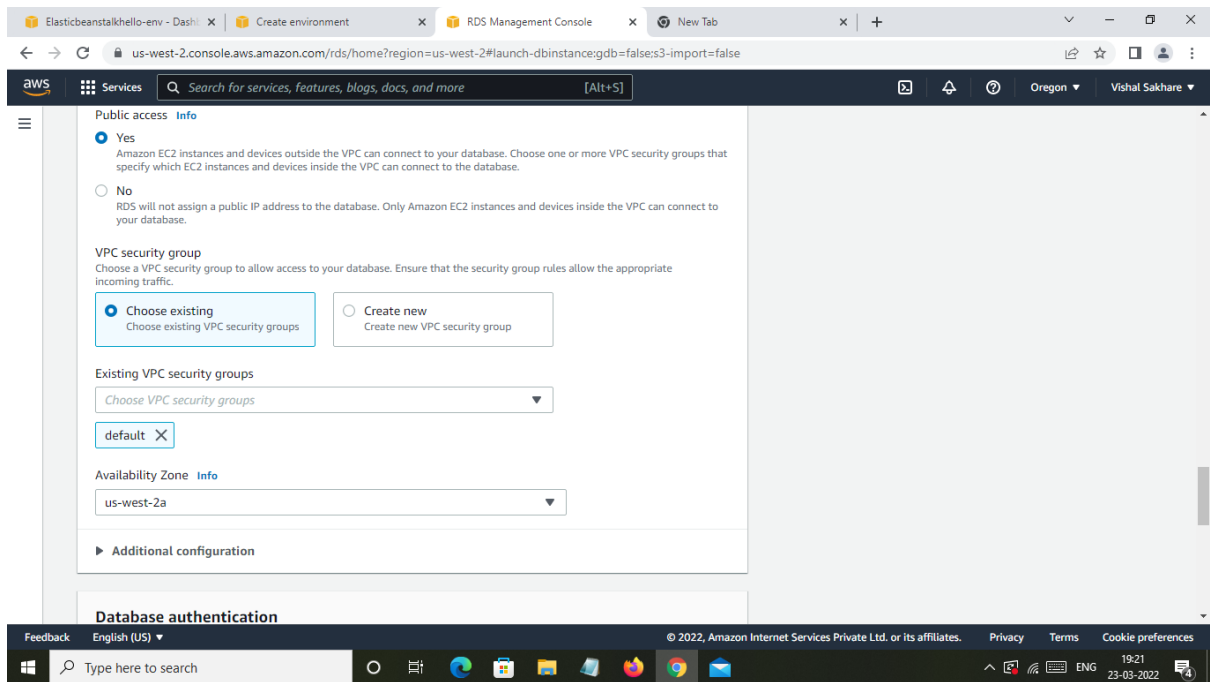 Elasticbeanstalkhello-env - Dashb
Create environment
RDS Management Console
New Tab
us-west-2.console.aws.amazon.com/rds/home?region=us-west-2#launch-dbinstance:gdb=false;s3-import=false
aws
Services
Search for services, features, blogs, docs, and more
[Alt+S]
Oregon
Vishal Sakhare
Public access Info
Yes
Amazon EC2 instances and devices outside the VPC can connect to your database. Choose one or more VPC security groups that
specify which EC2 instances and devices inside the VPC can connect to the database.
No
RDS will not assign a public IP address to the database. Only Amazon EC2 instances and devices inside the VPC can connect to
your database.
VPC security group
Choose a VPC security group to allow access to your database. Ensure that the security group rules allow the appropriate
incoming traffic.
Choose existing
Choose existing VPC security groups
Create new
Create new VPC security group
Existing VPC security groups
Choose VPC security groups
default
Availability Zone Info
us-west-2a
Additional configuration
Database authentication
Feedback
English (US)
© 2022, Amazon Internet Services Private Ltd. or its affiliates.
Privacy
Terms
Cookie preferences
Type here to search
ENG
19:21
23-03-2022
4